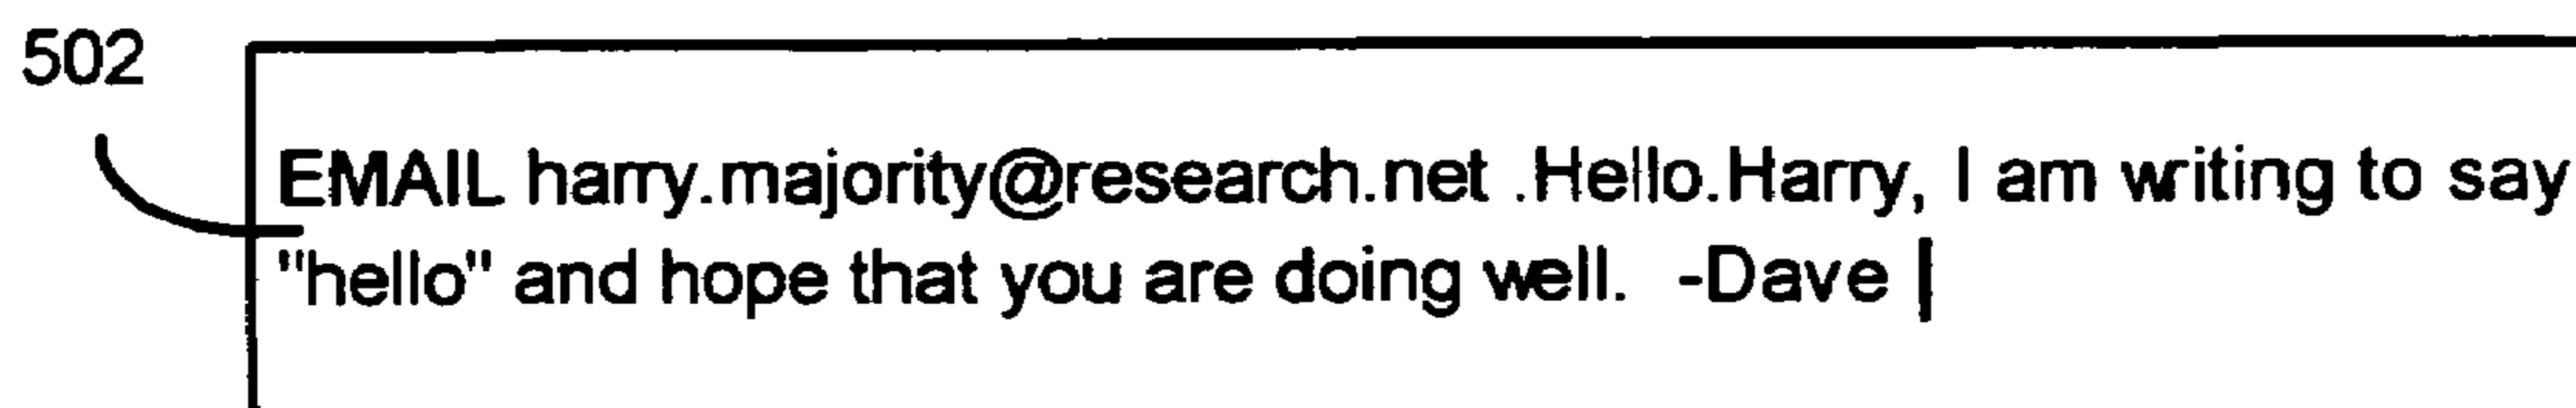 502
EMAIL harry.majority@research.net .Hello.Harry, I am writing to say
"hello" and hope that you are doing well.  -Dave |